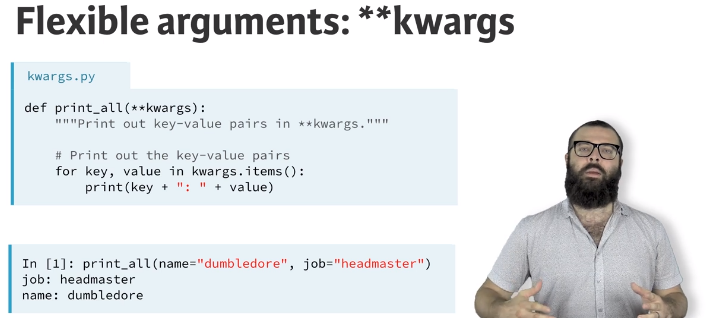 Flexible arguments: **kwargs
kwargs.py
def print_all(**kwargs):
    """Print out key-value pairs in **kwargs."""
    # Print out the key-value pairs
    for key, value in kwargs.items():
        print(key + ": " + value)
In [1]: print_all(name="dumbledore", job="headmaster")
job: headmaster
name: dumbledore